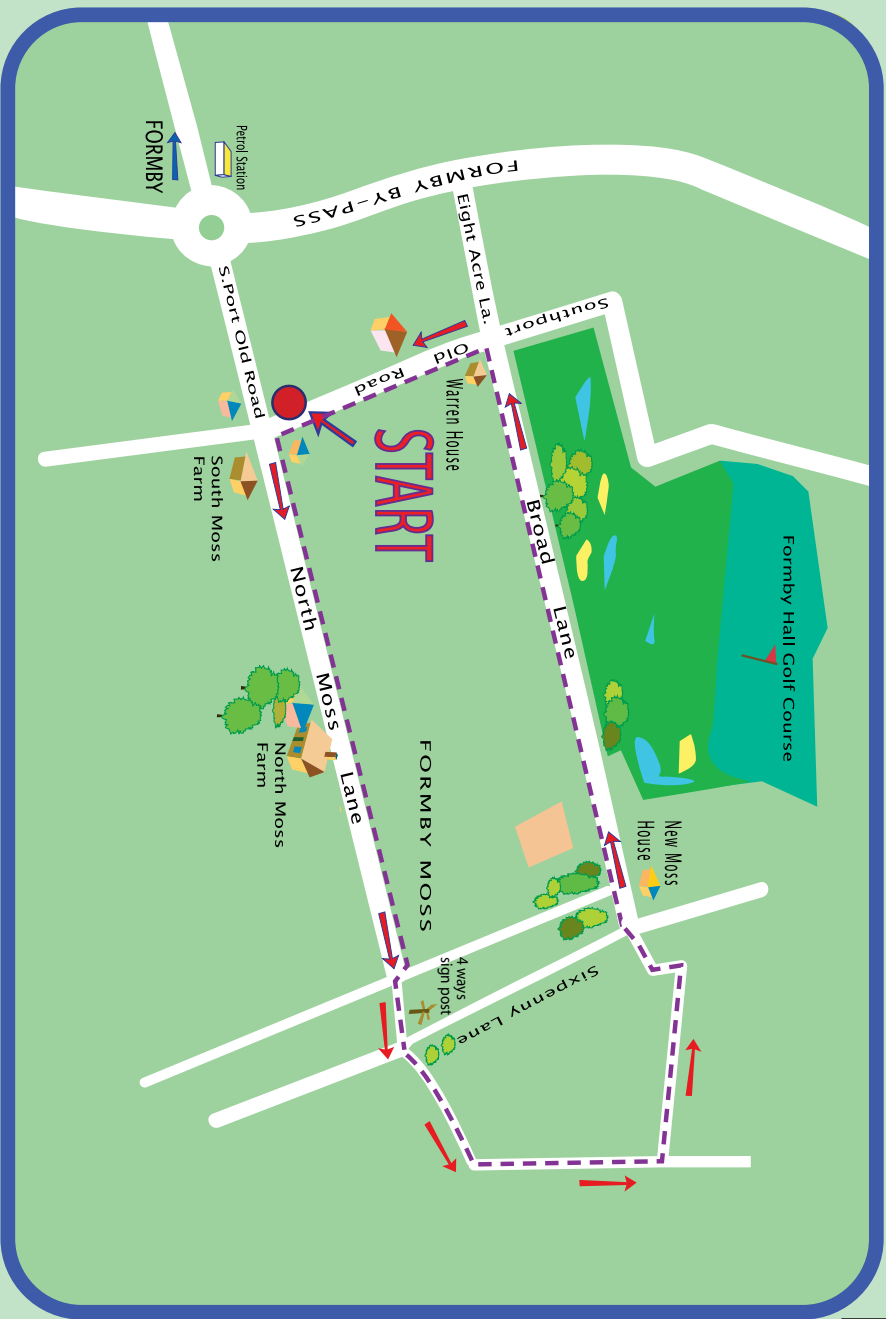 FORMBY
Petrol Station
FORMBY BY-PASS
Eight Acre La.
S.Port Old Road
Southport
Old
Road
Warren House
START
South Moss
Farm
Broad Lane
Formby Hall Golf Course
North Moss Lane
North Moss
Farm
FORMBY MOSS
New Moss
House
4 ways
sign post
Sixpenny Lane